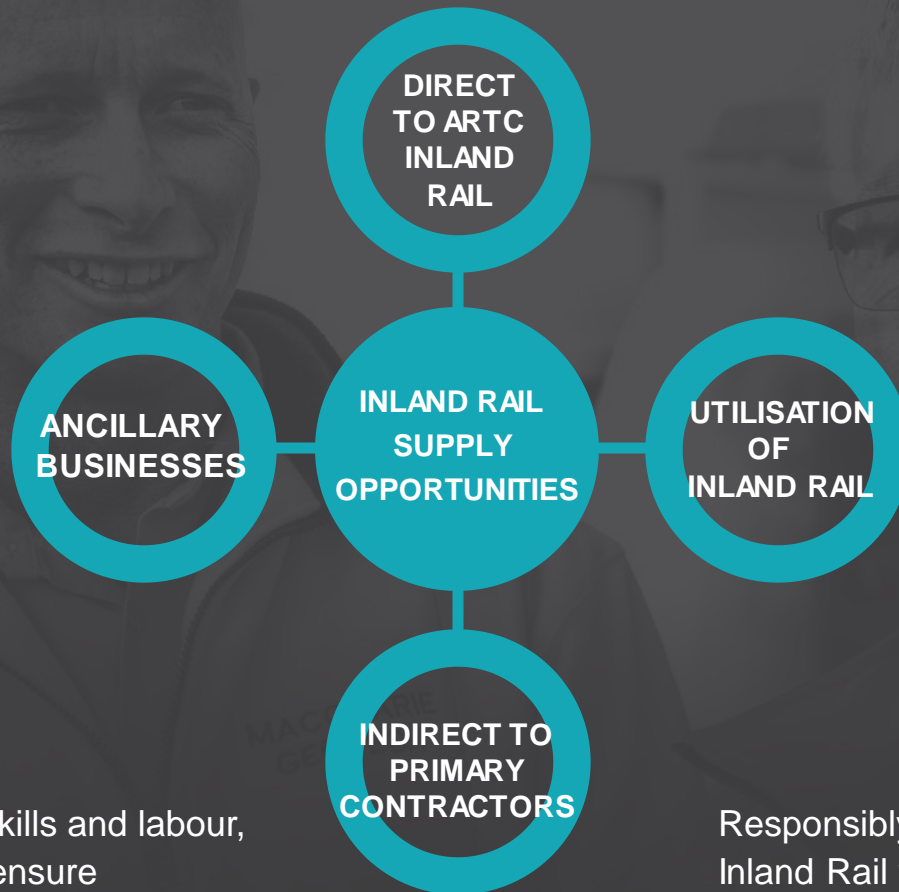 DIRECT
TO ARTC
INLAND
RAIL
ANCILLARY
BUSINESSES
INLAND RAIL
SUPPLY
OPPORTUNITIES
UTILISATION
OF
INLAND RAIL
INDIRECT TO
PRIMARY
CONTRACTORS
kills and labour,
ensure
Responsibly
Inland Rail